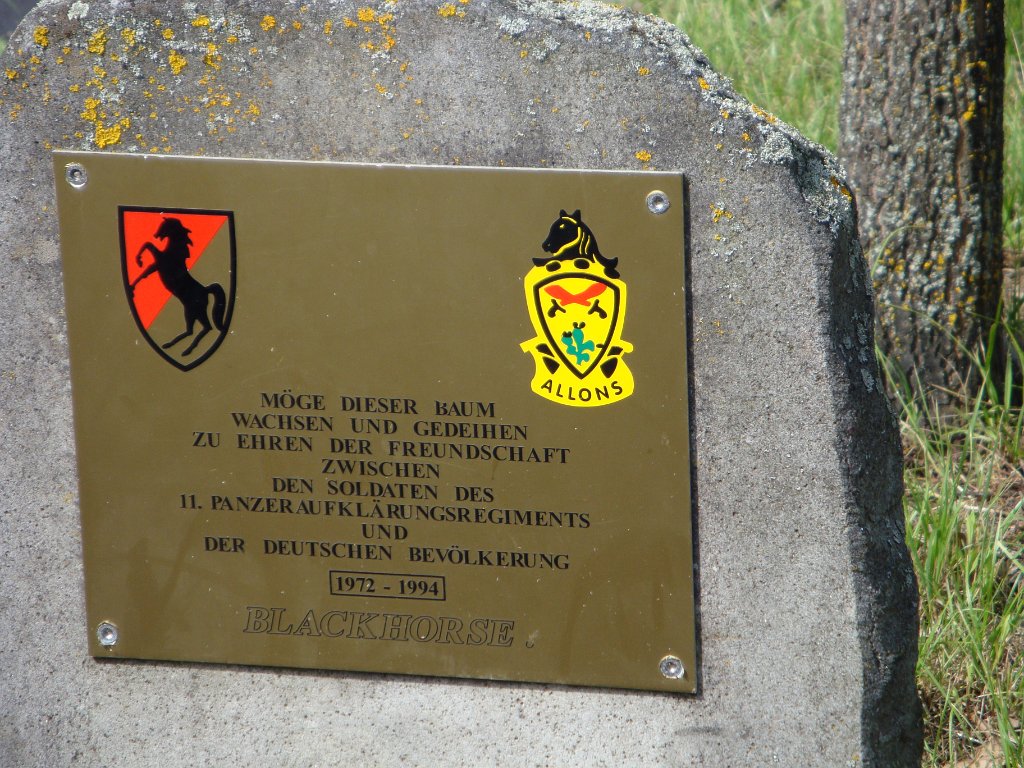 ALLONS
MÖGE DIESER BAUM
WACHSEN UND GEDEIHEN
ZU EHREN DER FREUNDSCHAFT
ZWISCHEN
DEN SOLDATEN DES
11. PANZERAUFKLÄRUNGSREGIMENTS
UND
DER DEUTSCHEN BEVÖLKERUNG
1972 - 1994
BLACKHORSE .